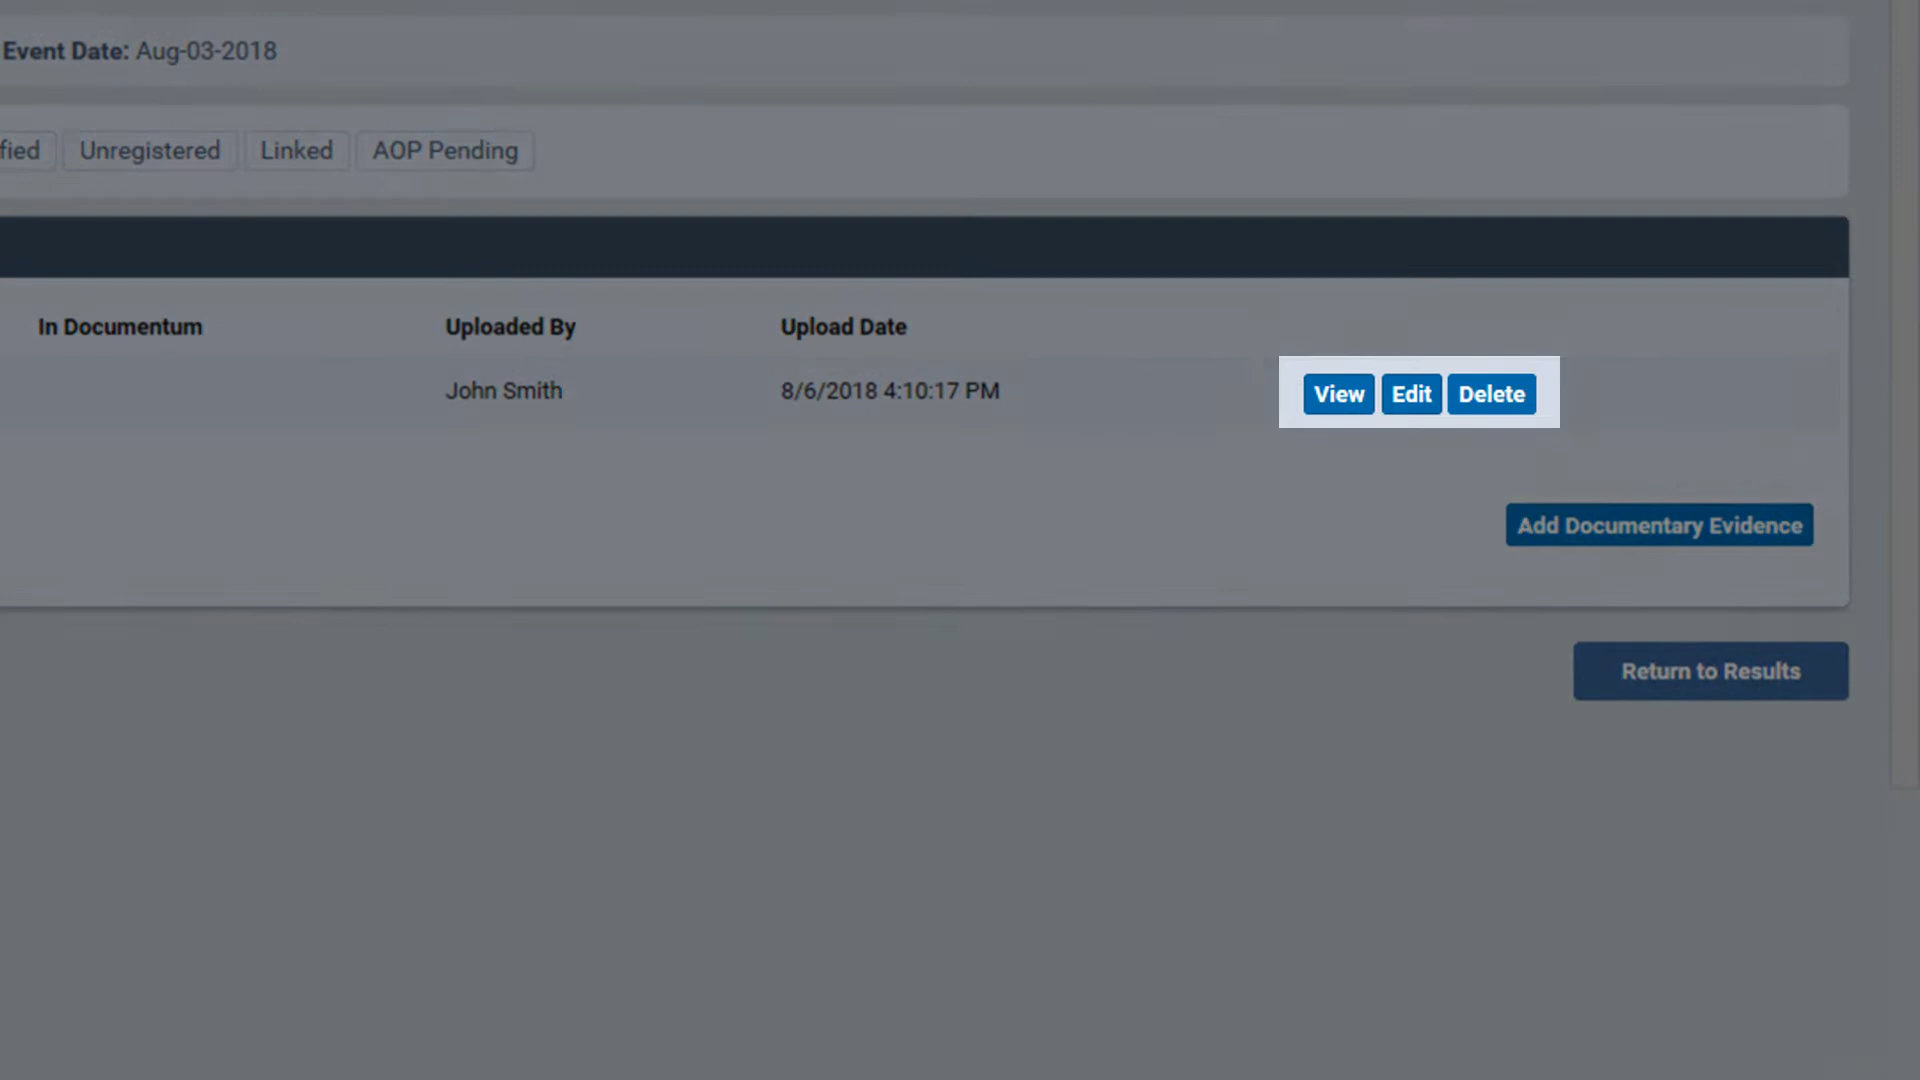 Event Date: Aug-03-2018
fied Unregistered Linked AOP Pending
In Documentum Uploaded By Upload Date
John Smith 8/6/2018 4:10:17 PM View Edit Delete
Add Documentary Evidence
Return to Results